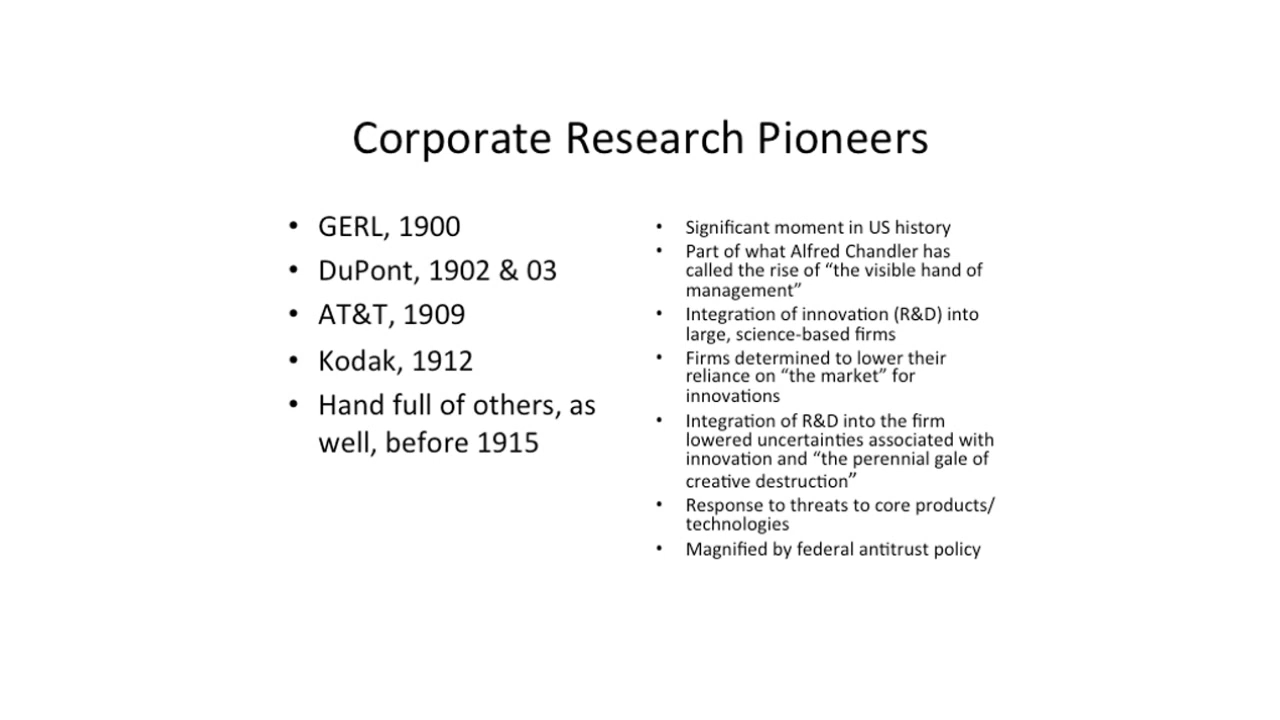 Corporate Research Pioneers
• GERL, 1900
• DuPont, 1902 & 03
• AT&T, 1909
• Kodak, 1912
• Hand full of others, as
well, before 1915
• Significant moment in US history
• Part of what Alfred Chandler has
called the rise of “the visible hand of
management”
• Integration of innovation (R&D) into
large, science-based firms
• Firms determined to lower their
reliance on “the market” for
innovations
• Integration of R&D into the firm
lowered uncertainties associated with
innovation and “the perennial gale of
creative destruction”
• Response to threats to core products/
technologies
• Magnified by federal antitrust policy